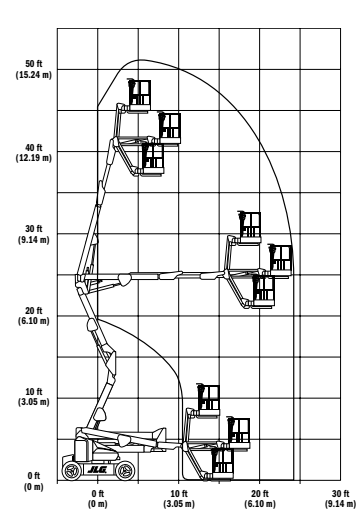 50 ft
(15.24 m)
40 ft
(12.19 m)
30 ft
(9.14 m)
20 ft
(6.10 m)
10 ft
(3.05 m)
0 ft
(0 m)
JLG.
0 ft
(0 m)
10 ft
(3.05 m)
20 ft
(6.10 m)
30 ft
(9.14 m)